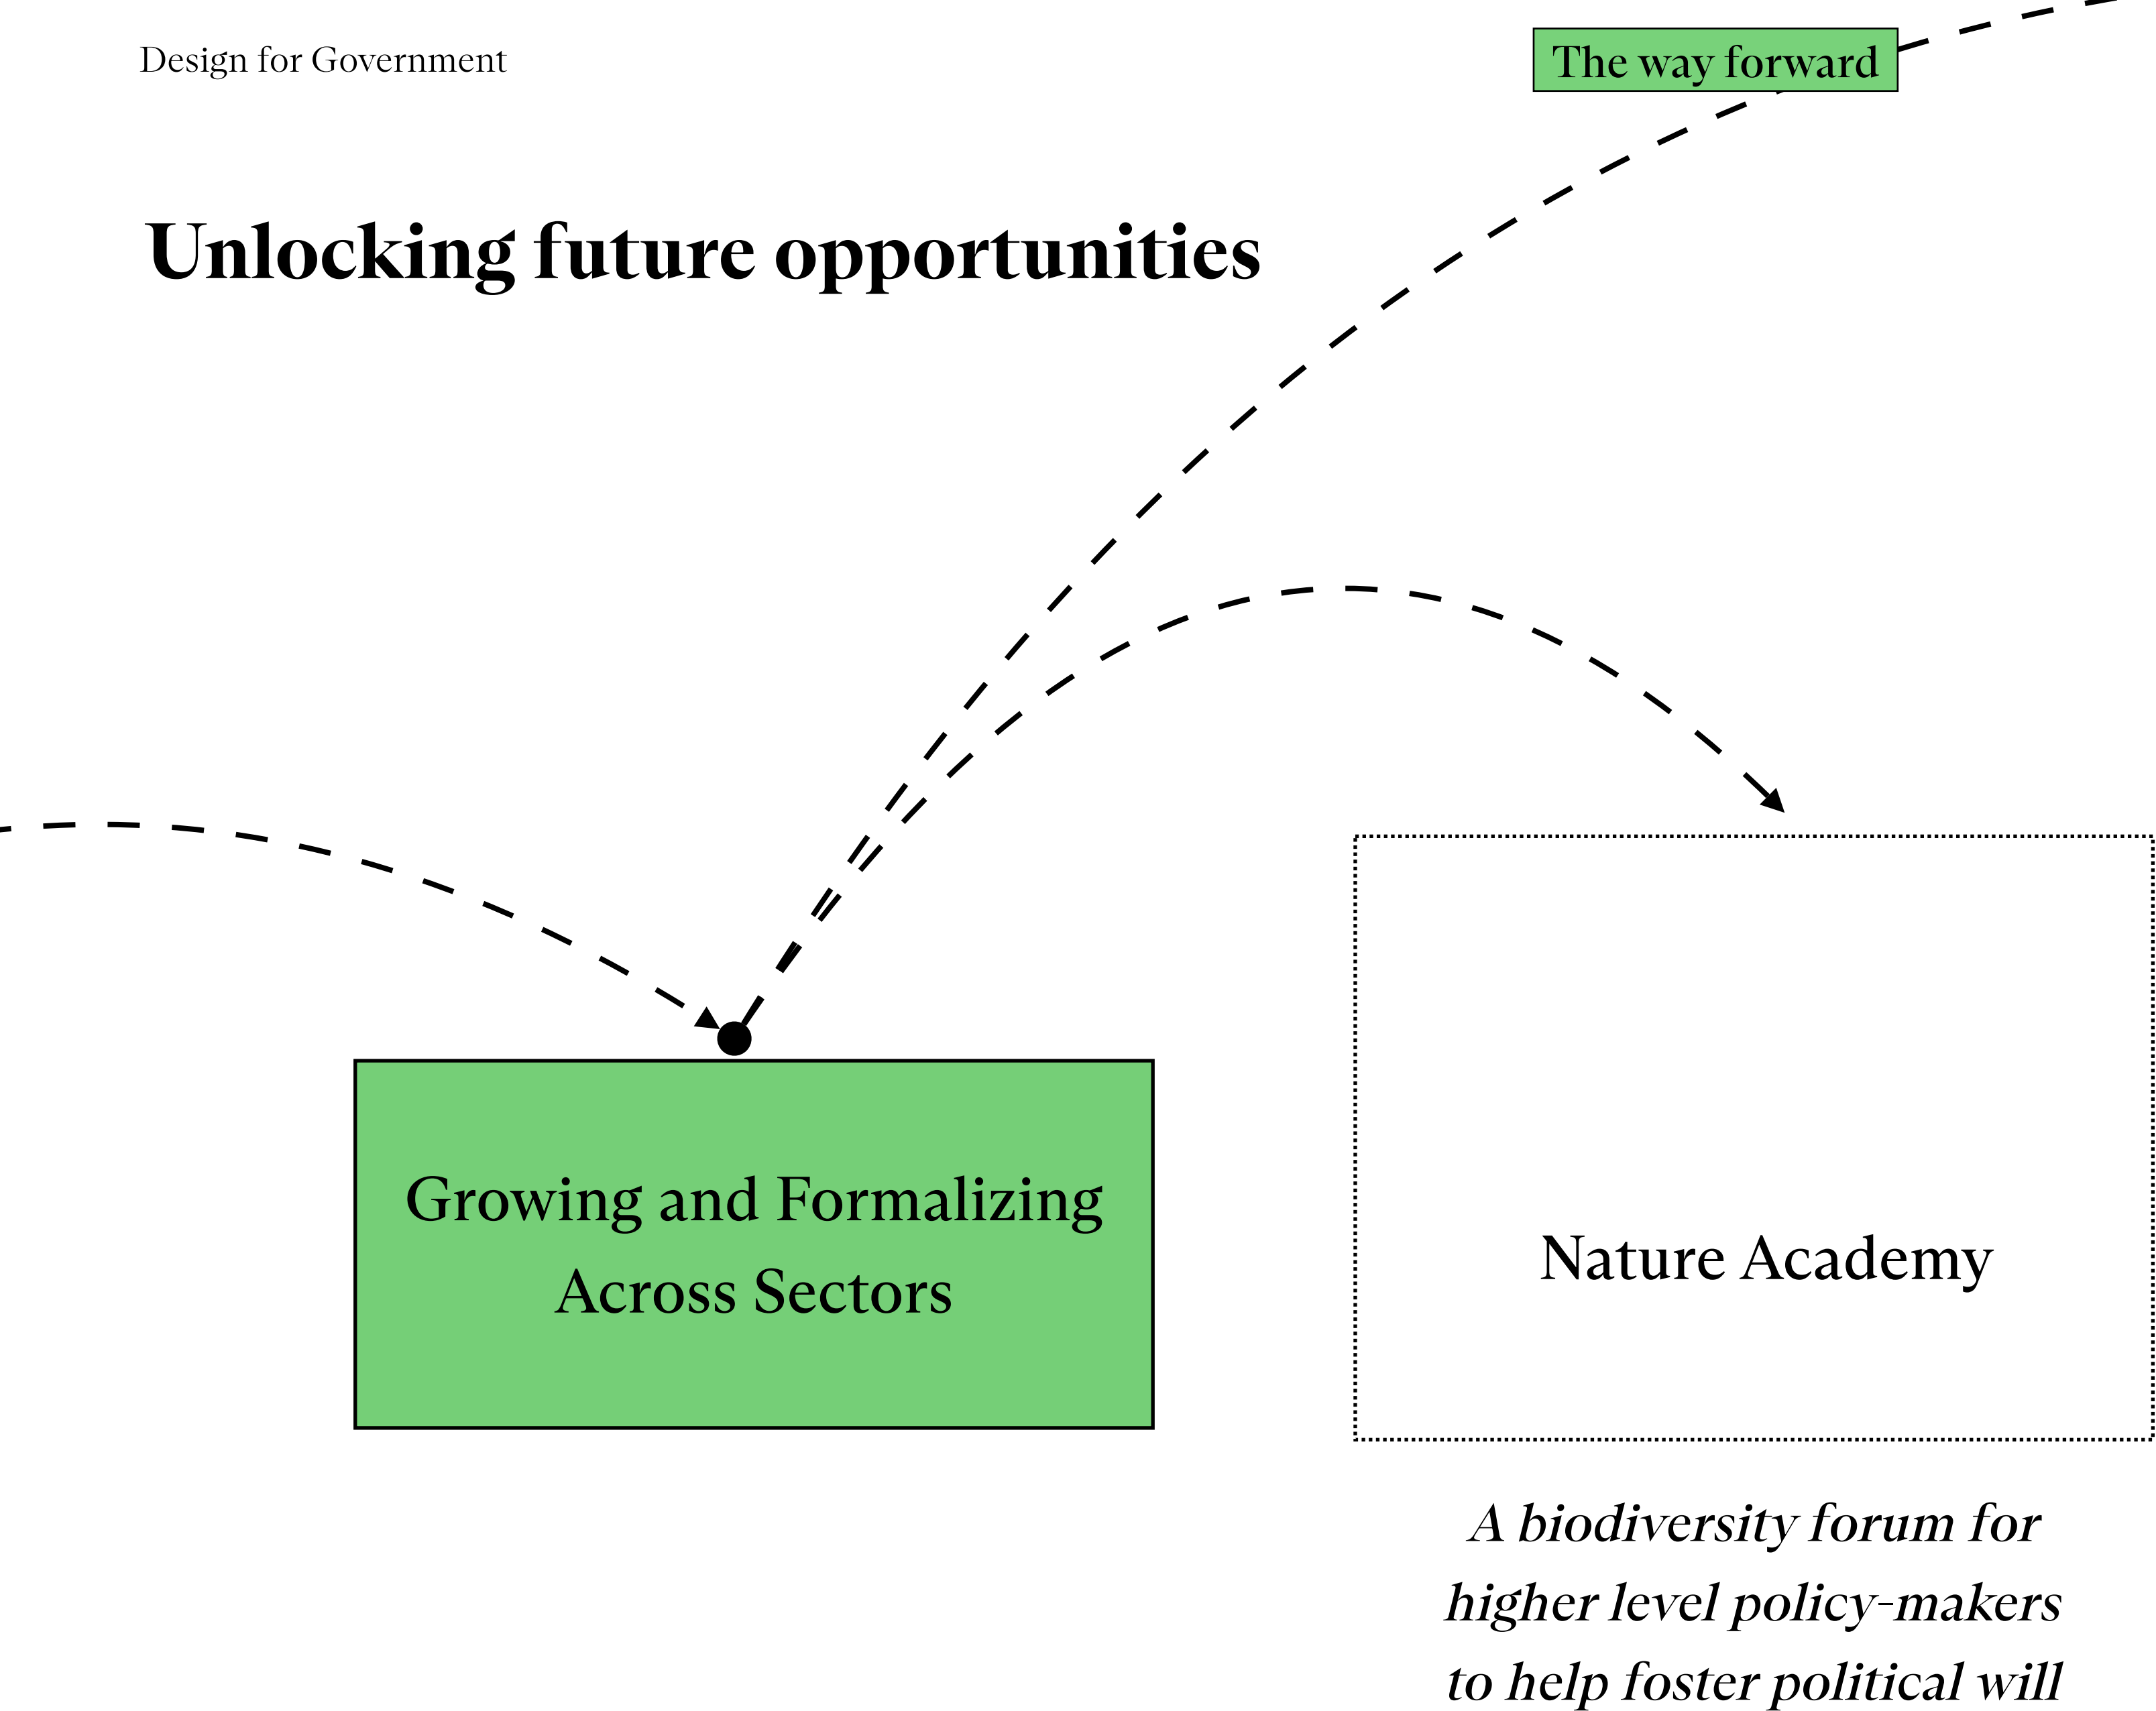 Design for Government
The way forward
Unlocking future opportunities
Growing and Formalizing
Across Sectors
Nature Academy
A biodiversity forum for
higher level policy-makers
to help foster political will